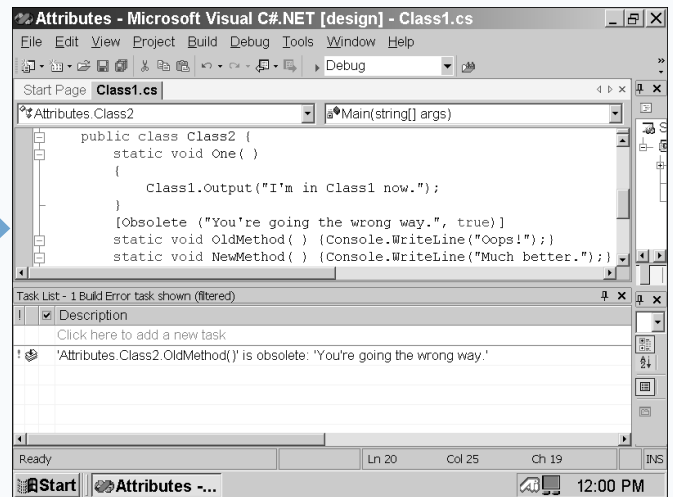 Attributes - Microsoft Visual C#.NET [design] - Class1.cs
File Edit View Project Build Debug Tools Window Help
Debug
Start Page Class1.cs
Attributes.Class2
Main(string[] args)
public class Class2 {
static void One( )
{
Class1.Output("I'm in Class1 now.");
}
[Obsolete ("You're going the wrong way.", true)]
static void OldMethod( ) {Console.WriteLine("Oops!");}
static void NewMethod( ) {Console.WriteLine("Much better.");}
Task List - 1 Build Error task shown (filtered)
! Description
Click here to add a new task
! 'Attributes.Class2.OldMethod()' is obsolete: 'You're going the wrong way.'
Ready Ln 20 Col 25 Ch 19 INS
Start Attributes -... 12:00 PM